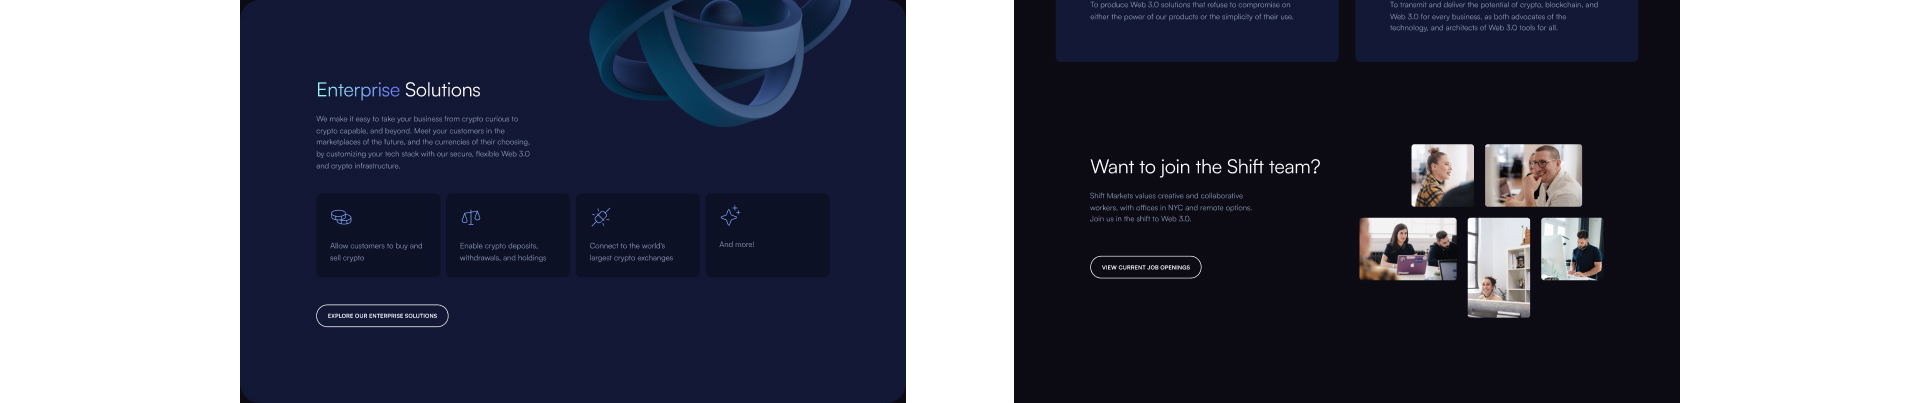 Enterprise Solutions
We make it easy to take your business from crypto curious to
crypto capable, and beyond. Meet your customers in the
marketplaces of the future, and the currencies of their choosing,
by customizing your tech stack with our secure, flexible Web 3.0
and crypto infrastructure.
Allow customers to buy and
sell crypto
Enable crypto deposits,
withdrawals, and holdings
Connect to the world's
largest crypto exchanges
And more!
EXPLORE OUR ENTERPRISE SOLUTIONS
To produce Web 3.0 solutions that refuse to compromise on
either the power of our products or the simplicity of their use.
To transmit and deliver the potential of crypto, blockchain, and
Web 3.0 for every business, as both advocates of the
technology, and architects of Web 3.0 tools for all.
Want to join the Shift team?
Shift Markets values creative and collaborative
workers, with offices in NYC and remote options.
Join us in the shift to Web 3.0.
VIEW CURRENT JOB OPENINGS